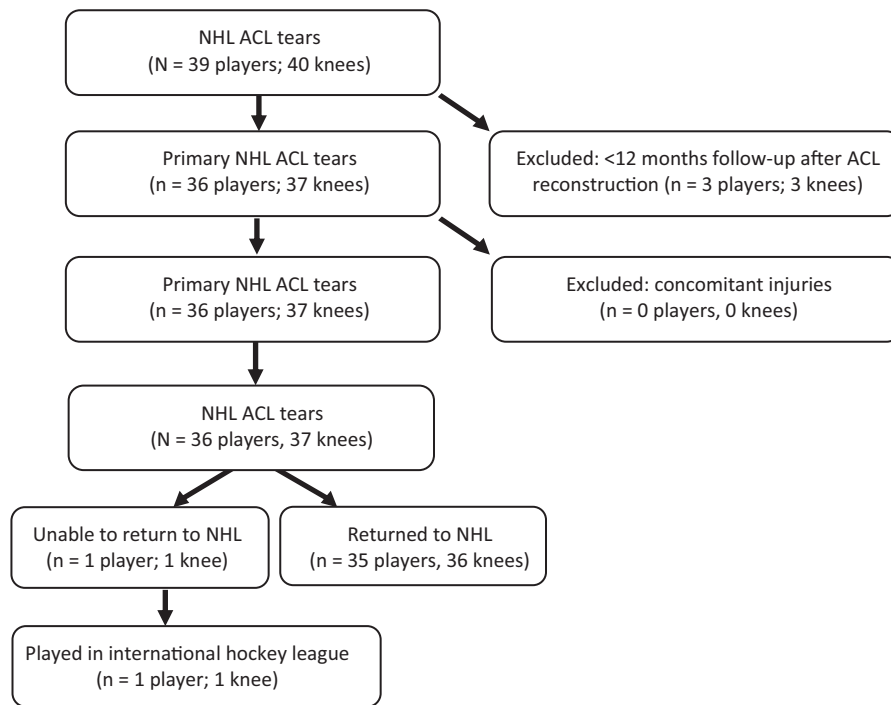 NHL ACL tears
(N = 39 players; 40 knees)
Primary NHL ACL tears
(n = 36 players; 37 knees)
Excluded: <12 months follow-up after ACL
reconstruction (n = 3 players; 3 knees)
Primary NHL ACL tears
(n = 36 players; 37 knees)
Excluded: concomitant injuries
(n = 0 players, 0 knees)
NHL ACL tears
(N = 36 players, 37 knees)
Unable to return to NHL
(n = 1 player; 1 knee)
Returned to NHL
(n = 35 players, 36 knees)
Played in international hockey league
(n = 1 player; 1 knee)